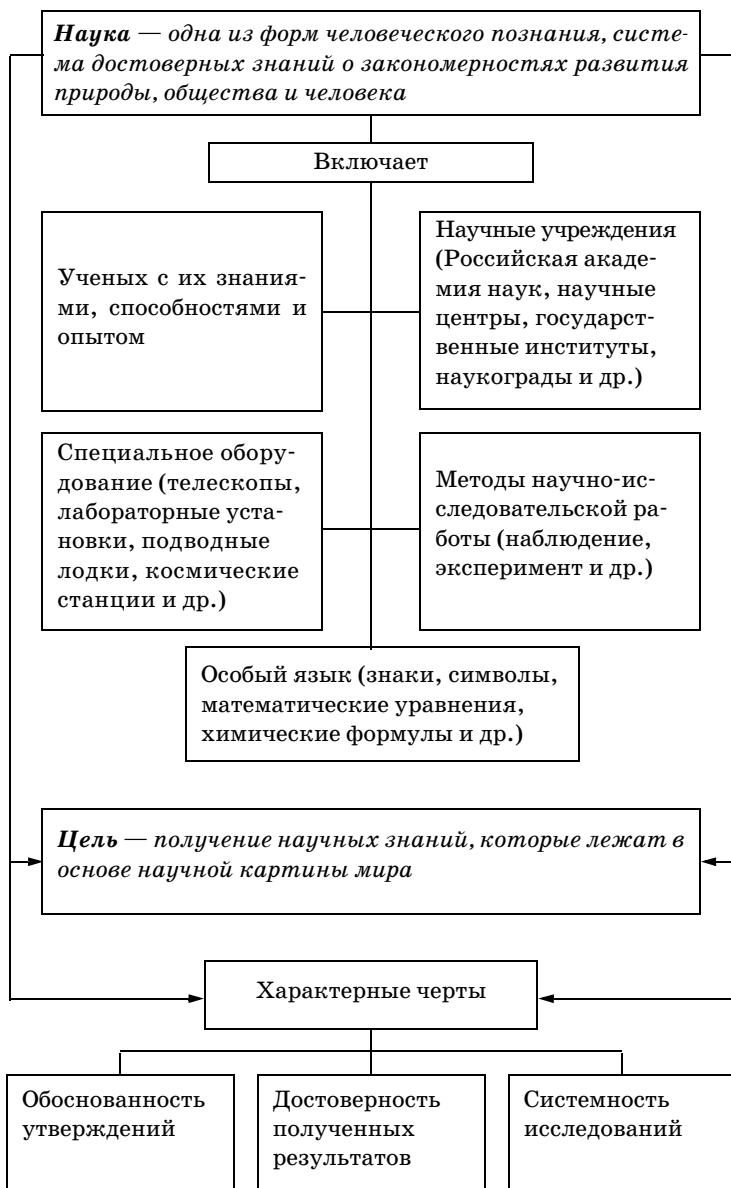 Наука — одна из форм человеческого познания, систе-
ма достоверных знаний о закономерностях развития
природы, общества и человека
Включает
Ученых с их знания-
ми, способностями и
опытом
Научные учреждения
(Российская акаде-
мия наук, научные
центры, государст-
венные институты,
наукограды и др.)
Специальное обору-
дование (телескопы,
лабораторные уста-
новки, подводные
лодки, космические
станции и др.)
Методы научно-ис-
следовательской ра-
боты (наблюдение,
эксперимент и др.)
Особый язык (знаки, символы,
математические уравнения,
химические формулы и др.)
Цель — получение научных знаний, которые лежат в
основе научной картины мира
Характерные черты
Обоснованность
утверждений
Достоверность
полученных
результатов
Системность
исследований